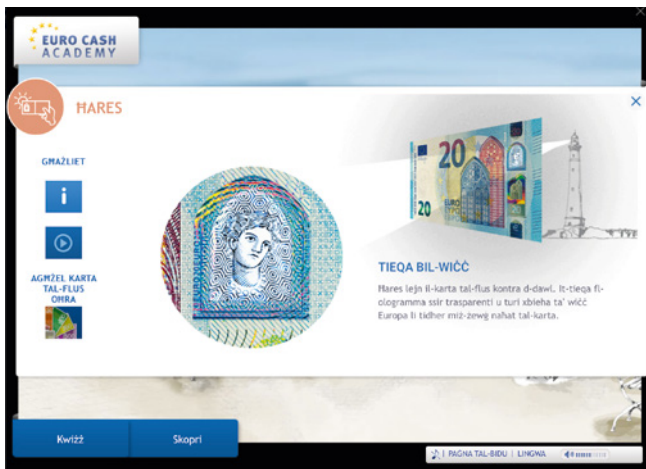 EURO CASH
ACADEMY
ĦARES
GĦAŻLIET
i
AGĦŻEL KARTA
TAL-FLUS
OĦRA
20
20
EURO
TIEQA BIL-WIĊĊ
Ħares lejn il-karta tal-flus kontra d-dawl. It-tieqa fl-
ologramma ssir trasparenti u turi xbieha ta' wiċċ
Europa li tidher miż-żewġ naħat tal-karta.
Kwiżż
Skopri
PAĠNA TAL-BIDU | LINGWA